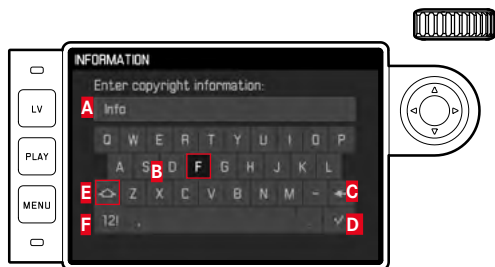 INFORMATION
Enter copyright information:
A Info
Q W E R T Y U I O P
A S B D F G H J K L
E Z X C V B N M - C
F 12! . D
LV
PLAY
MENU